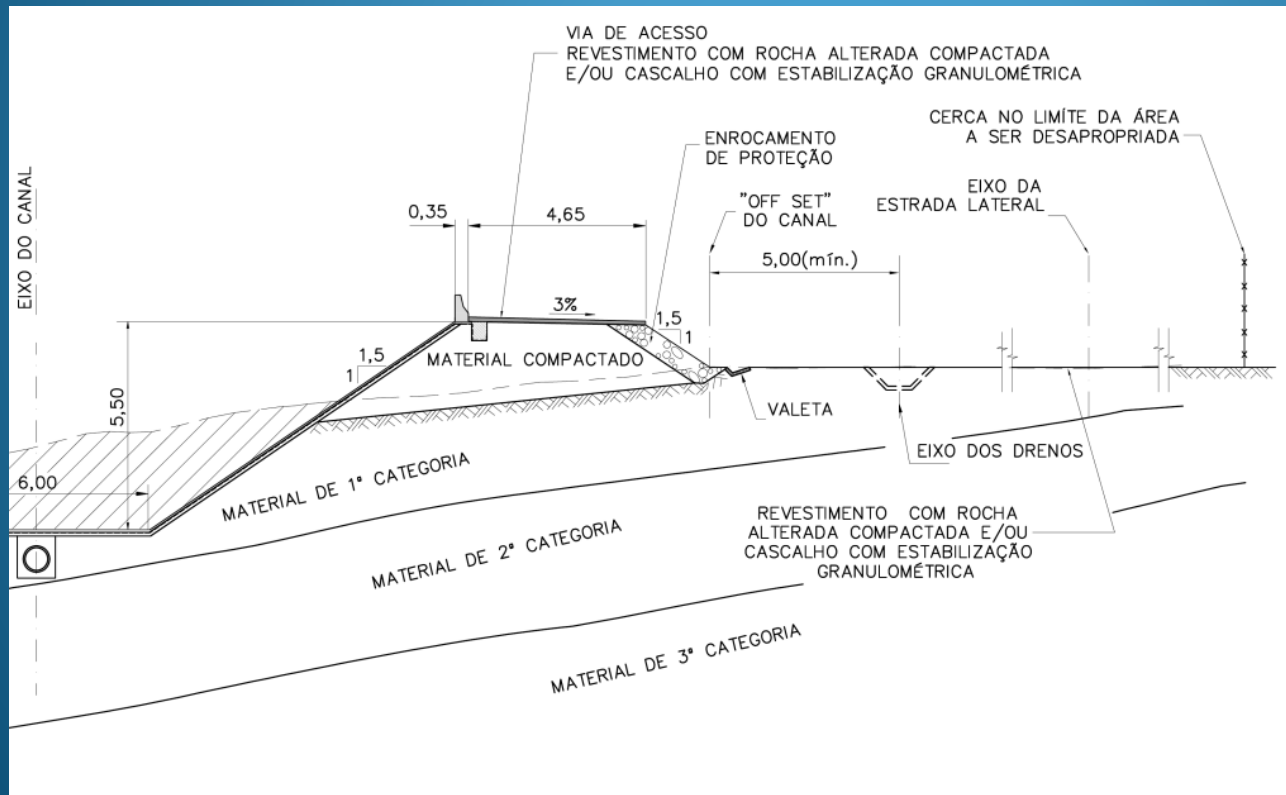 VIA DE ACESSO
REVESTIMENTO COM ROCHA ALTERADA COMPACTADA
E/OU CASCALHO COM ESTABILIZAÇÃO GRANULOMÉTRICA
CERCA NO LIMÍTE DA ÁREA
A SER DESAPROPRIADA
ENROCAMENTO
DE PROTEÇÃO
EIXO DO CANAL
"OFF SET"
DO CANAL
EIXO DA
ESTRADA LATERAL
0,35
4,65
5,00(mín.)
3%
1,5
1
1,5
1
MATERIAL COMPACTADO
5,50
VALETA
EIXO DOS DRENOS
6,00
MATERIAL DE 1ª CATEGORIA
MATERIAL DE 2ª CATEGORIA
MATERIAL DE 3ª CATEGORIA
REVESTIMENTO COM ROCHA
ALTERADA COMPACTADA E/OU
CASCALHO COM ESTABILIZAÇÃO
GRANULOMÉTRICA